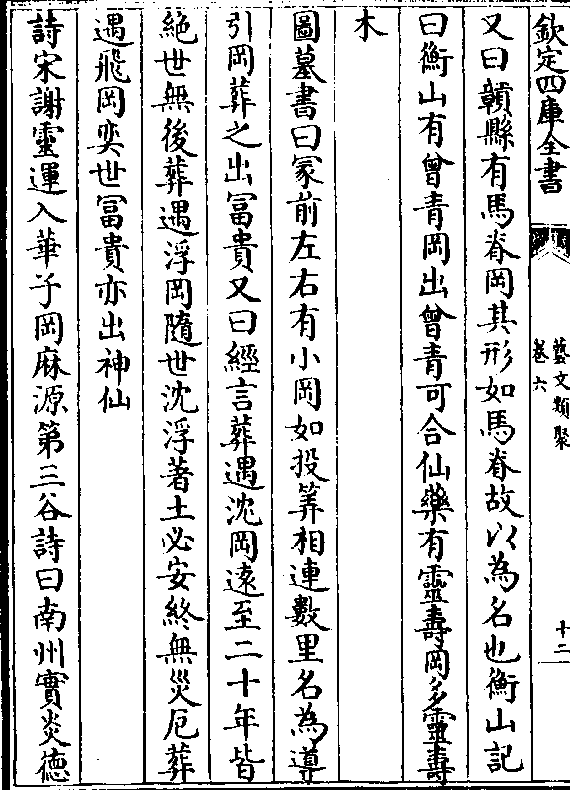 欽定四庫全書
藝文類聚
卷六
十二
又曰贛縣有馬脊岡其形如馬脊故以為名也衡山記
曰衡山有曾青岡出曾青可合仙藥有靈壽岡多靈壽
木
圖墓書曰冢前左右有小岡如投筭相連數里名為導
引岡葬之出冨貴又曰經言葬遇沈岡遠至二十年皆
絕世無後葬遇浮岡隨世沈浮著土必安終無災厄葬
遇飛岡奕世冨貴亦出神仙
詩宋謝靈運入華子岡麻源第三谷詩曰南州實炎德